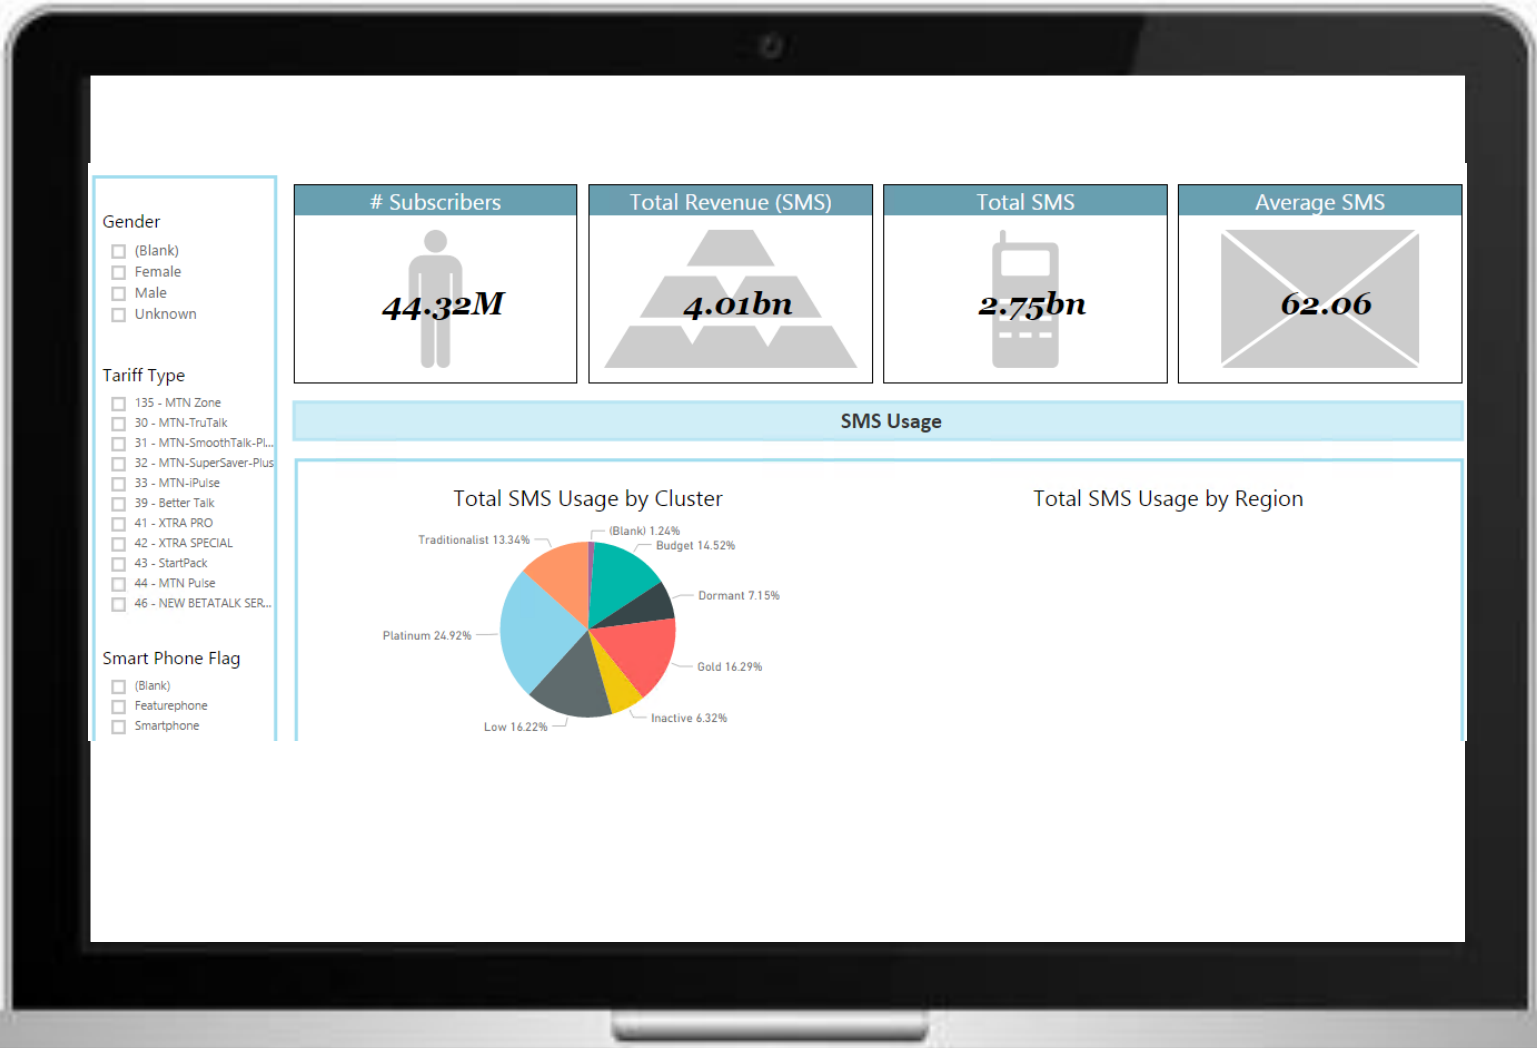 Gender
(Blank)
Female
Male
Unknown
Tariff Type
135 - MTN Zone
30 - MTN-TruTalk
31 - MTN-SmoothTalk-Pl...
32 - MTN-SuperSaver-Plus
33 - MTN-iPulse
39 - Better Talk
41 - XTRA PRO
42 - XTRA SPECIAL
43 - StartPack
44 - MTN Pulse
46 - NEW BETATALK SER...
Smart Phone Flag
(Blank)
Featurephone
Smartphone
# Subscribers
44.32M
Total Revenue (SMS)
4.01bn
Total SMS
2.75bn
Average SMS
62.06
SMS Usage
Total SMS Usage by Cluster
(Blank) 1.24%
Budget 14.52%
Dormant 7.15%
Gold 16.29%
Inactive 6.32%
Low 16.22%
Platinum 24.92%
Traditionalist 13.34%
Total SMS Usage by Region